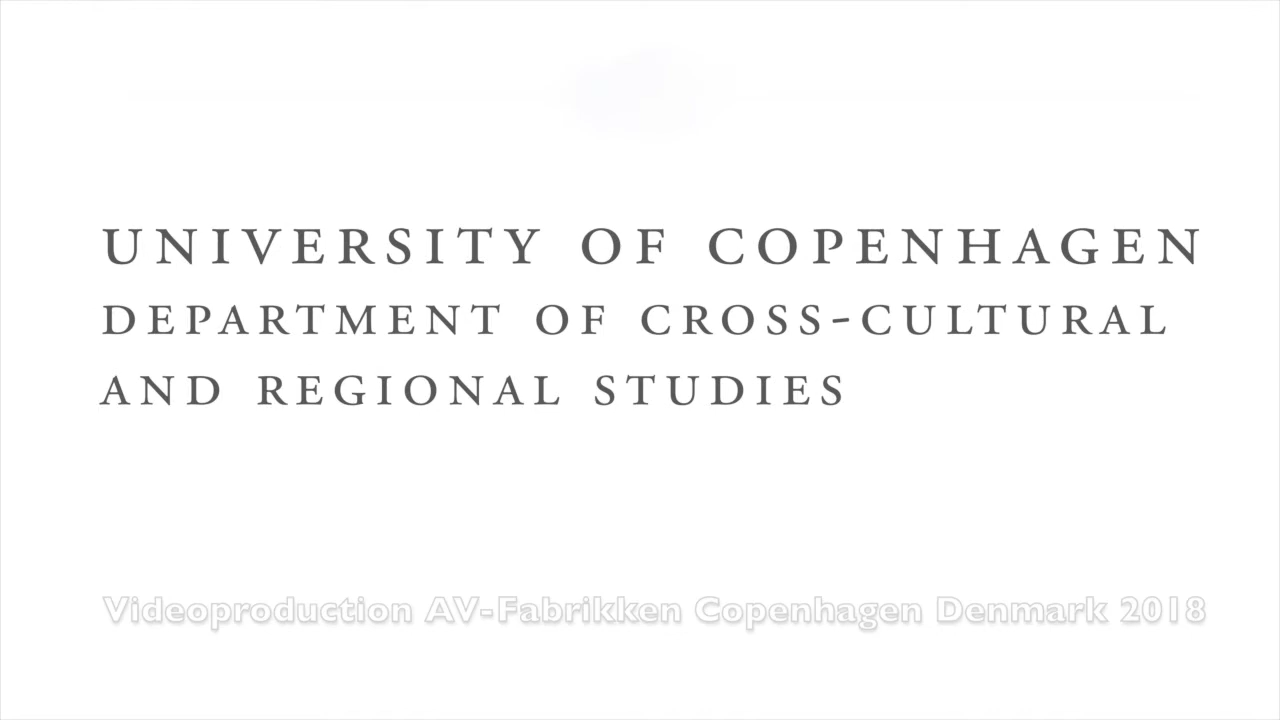 UNIVERSITY OF COPENHAGEN
DEPARTMENT OF CROSS-CULTURAL
AND REGIONAL STUDIES
Videoproduction AV-Fabrikken Copenhagen Denmark 2018